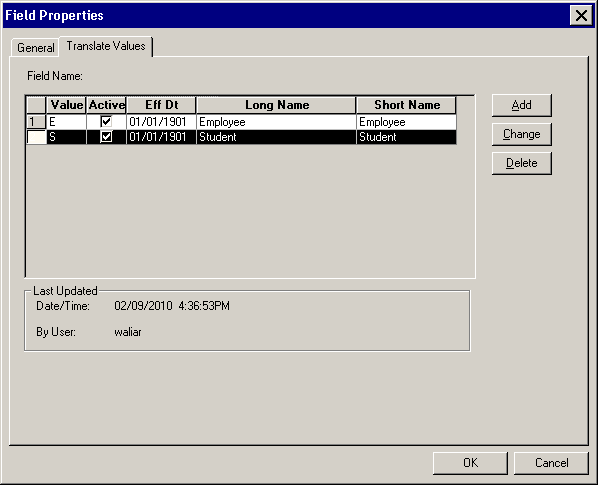 Field Properties
General Translate Values
Field Name:
Value Active Eff Dt Long Name Short Name
1 E 01/01/1901 Employee Employee
S 01/01/1901 Student Student
Add
Change
Delete
Last Updated
Date/Time: 02/09/2010 4:36:53PM
By User: waliar
OK Cancel